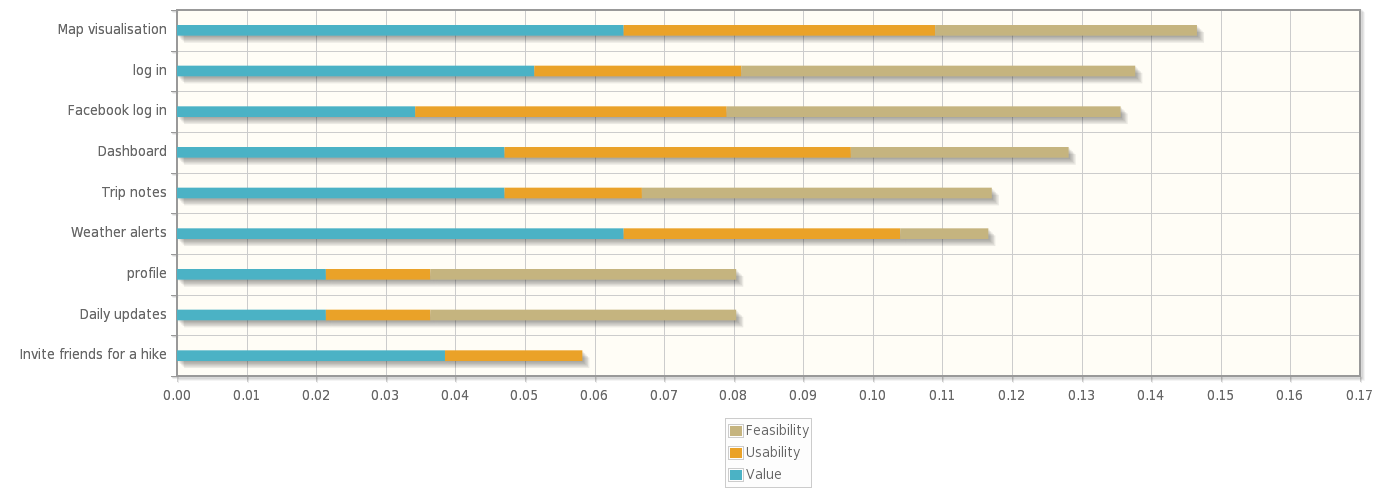 Map visualisation
log in
Facebook log in
Dashboard
Trip notes
Weather alerts
profile
Daily updates
Invite friends for a hike
0.00 0.01 0.02 0.03 0.04 0.05 0.06 0.07 0.08 0.09 0.10 0.11 0.12 0.13 0.14 0.15 0.16 0.17
Feasibility
Usability
Value